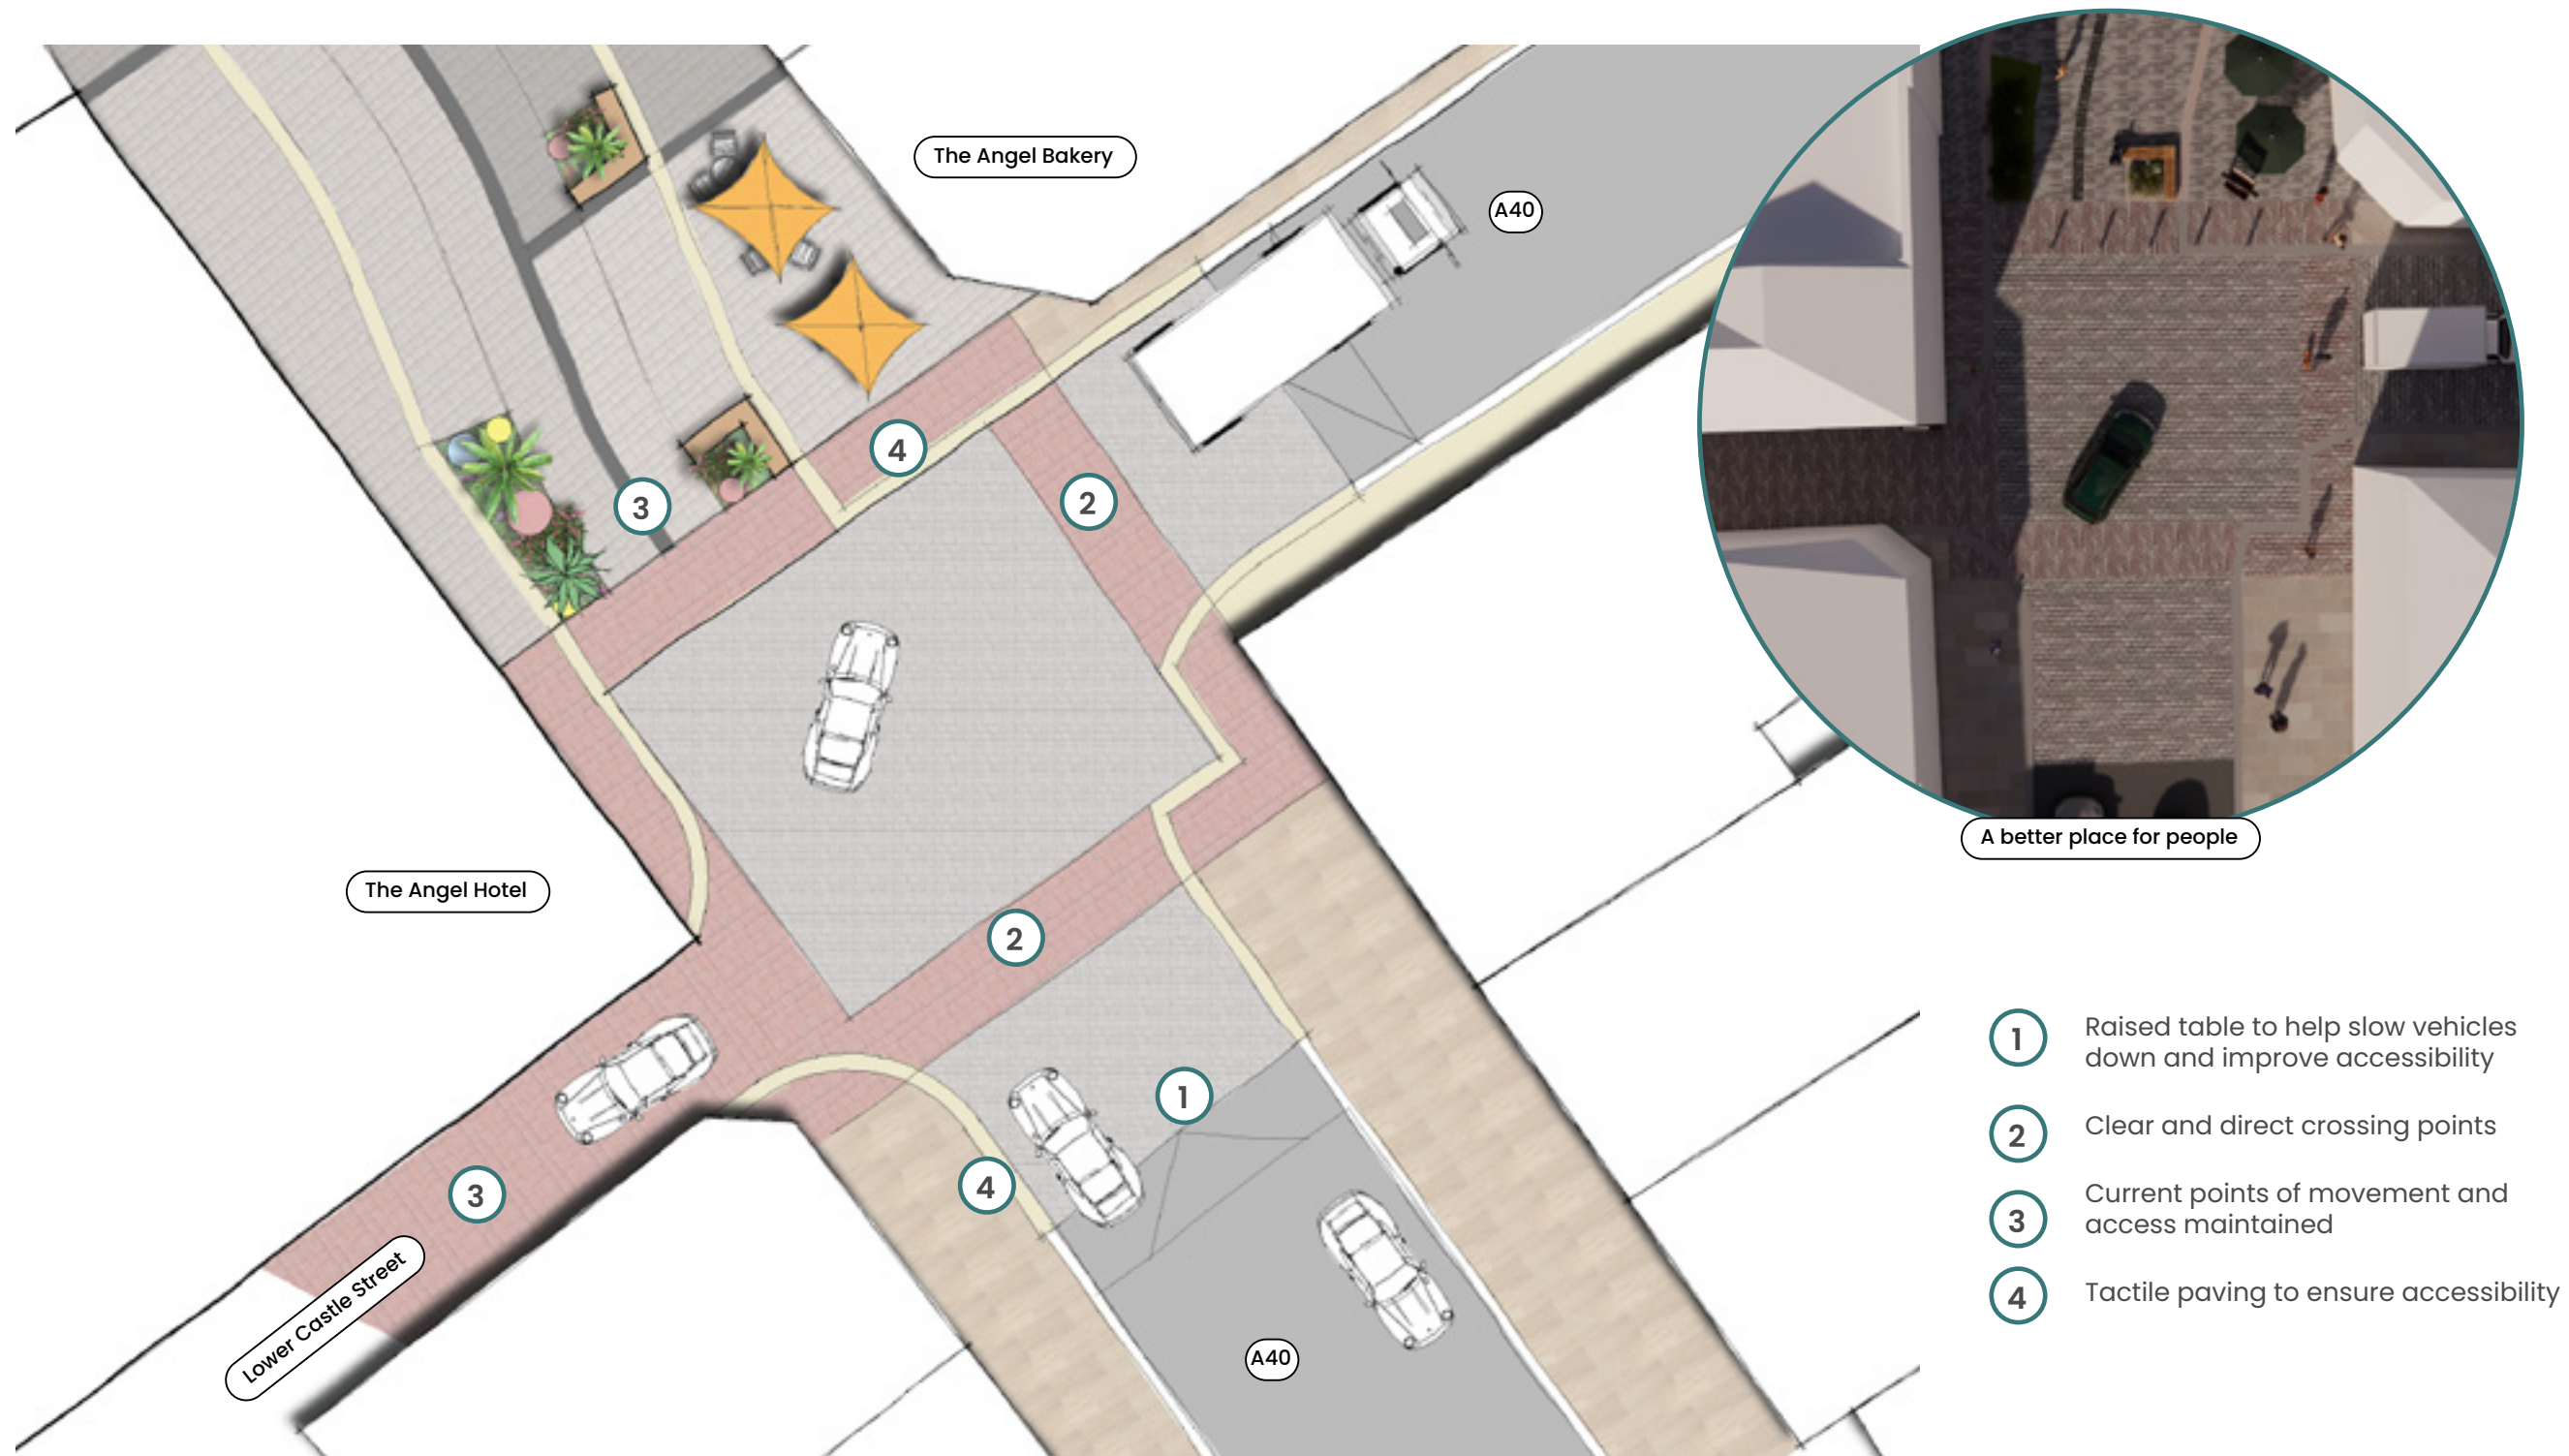 The Angel Bakery
A40
4
3
2
The Angel Hotel
2
1
4
3
Lower Castle Street
A40
A better place for people
1
Raised table to help slow vehicles
down and improve accessibility
2
Clear and direct crossing points
3
Current points of movement and
access maintained
4
Tactile paving to ensure accessibility